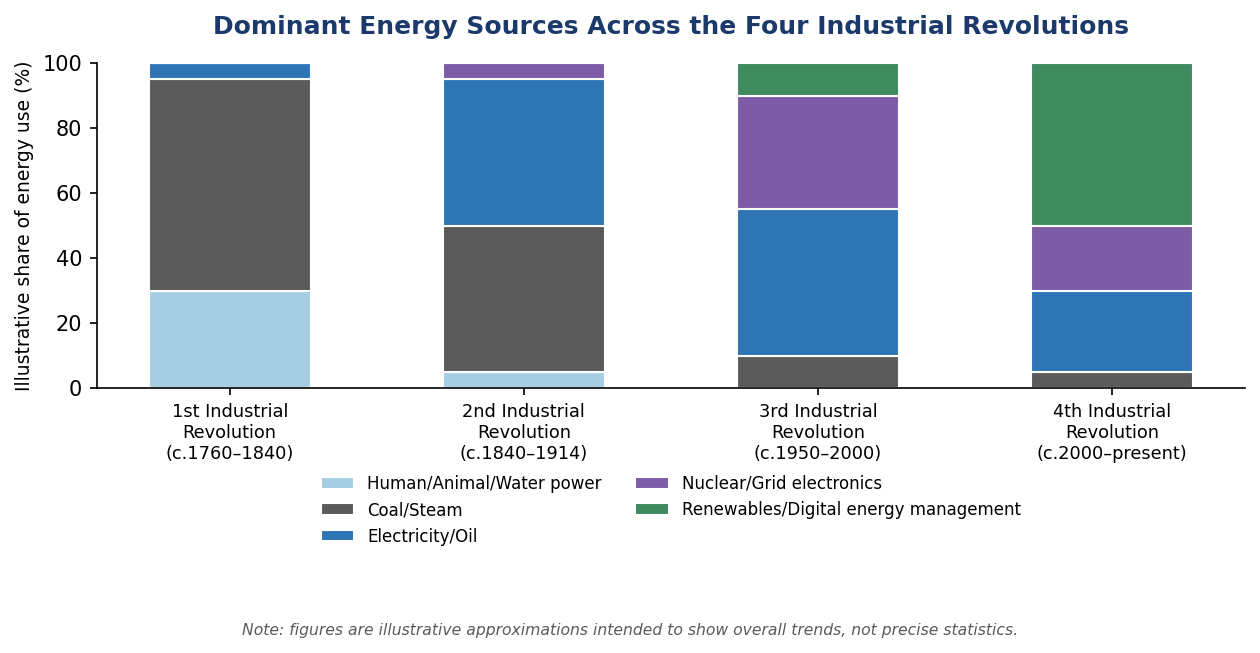 Dominant Energy Sources Across the Four Industrial Revolutions
Illustrative share of energy use (%)
100
80
60
40
20
0
1st Industrial
Revolution
(c.1760–1840)
2nd Industrial
Revolution
(c.1840–1914)
3rd Industrial
Revolution
(c.1950–2000)
4th Industrial
Revolution
(c.2000–present)
Human/Animal/Water power
Coal/Steam
Electricity/Oil
Nuclear/Grid electronics
Renewables/Digital energy management
Note: figures are illustrative approximations intended to show overall trends, not precise statistics.